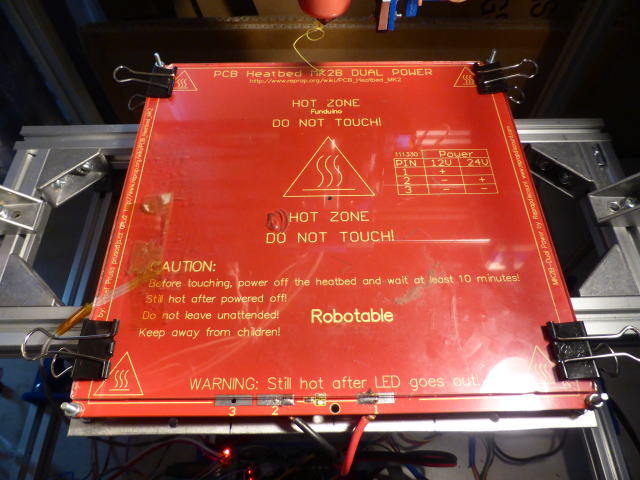 PCB Heatbed MK2B DUAL POWER
http://www.reprop.org/wiki/PCB_Heatbed_MK2
HOT ZONE
Funduino
DO NOT TOUCH!
111330 Power
PIN 12V 24V
1 +
2 - +
3 - -
HOT ZONE
DO NOT TOUCH!
CAUTION:
Before touching, power off the heatbed and wait at least 10 minutes!
Still hot after powered off!
Do not leave unattended!
Keep away from children!
Robotable
WARNING: Still hot after LED goes out!
3 2 1